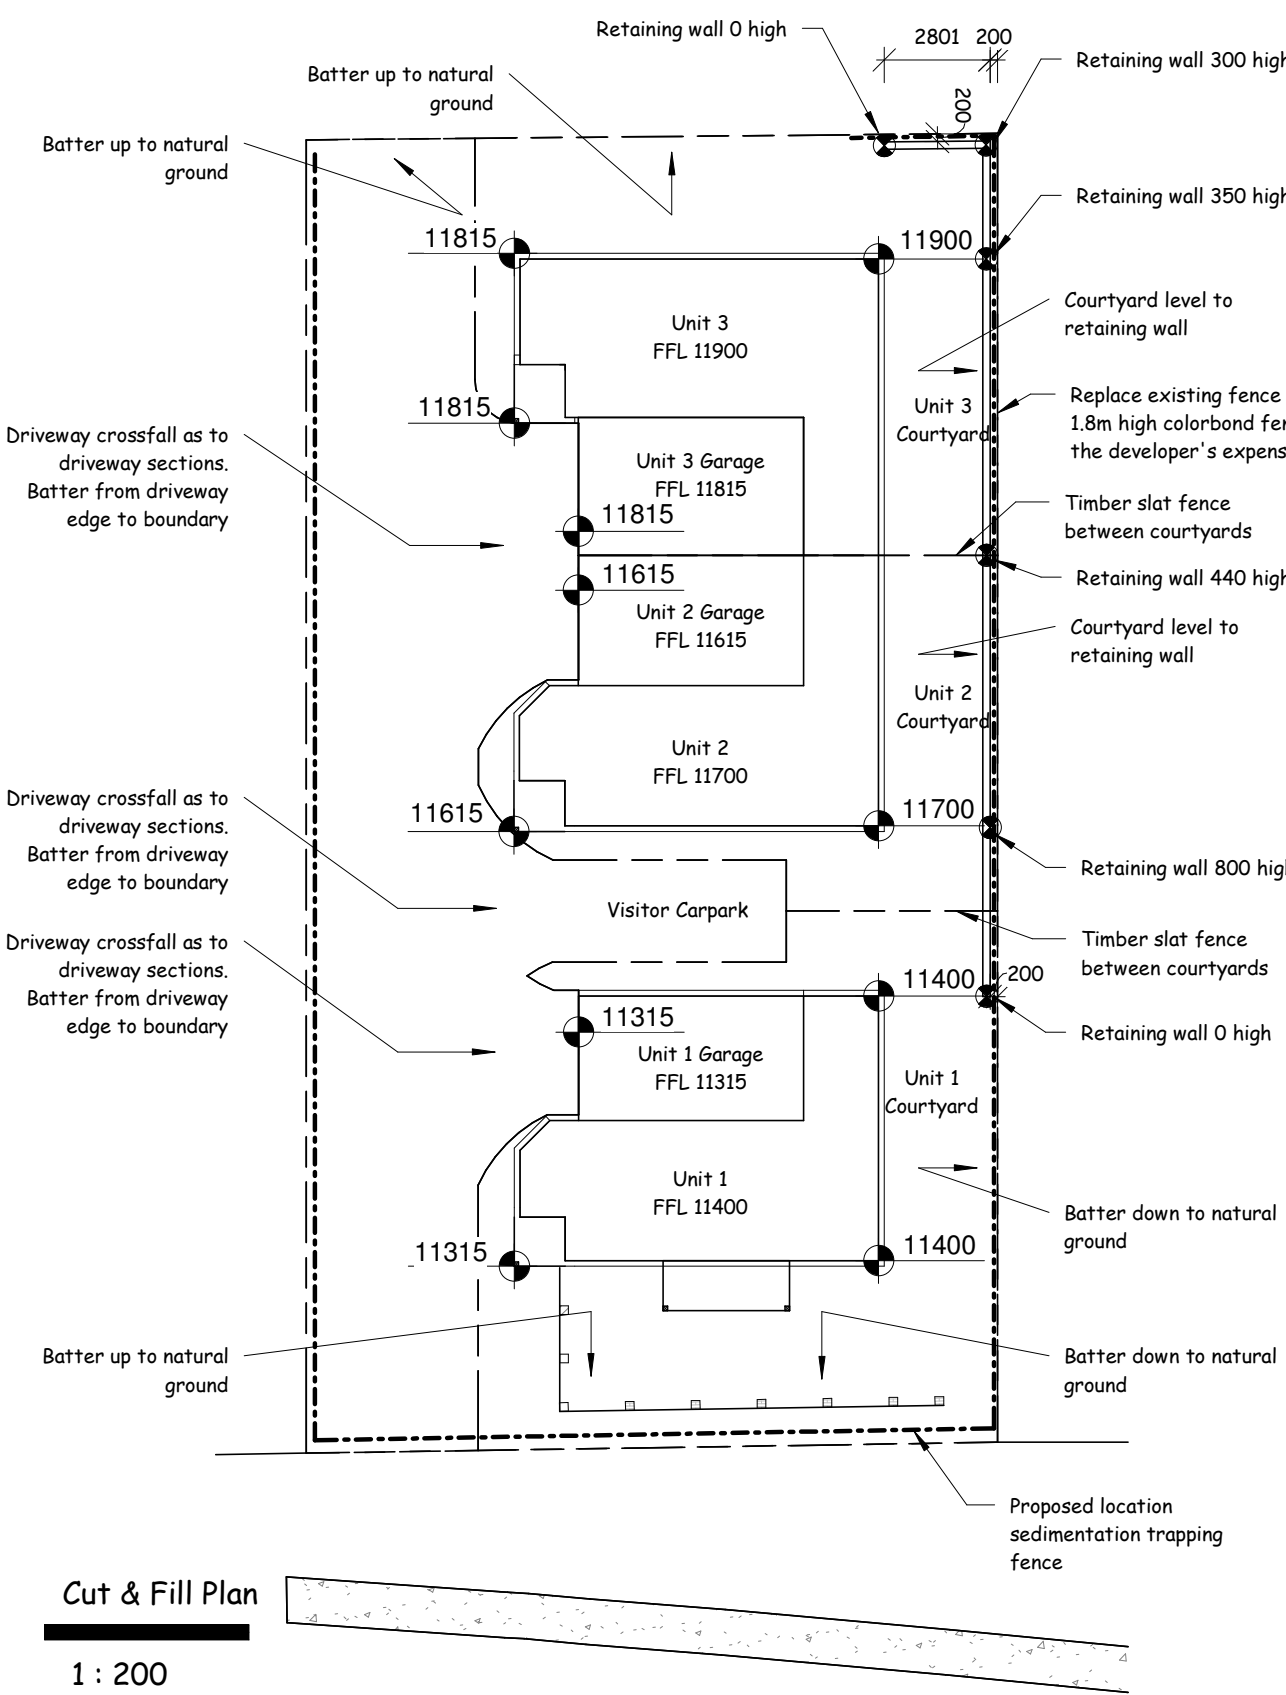 Retaining wall 0 high
2801 200
Retaining wall 300 high
Batter up to natural
ground
200
Batter up to natural
ground
Retaining wall 350 high
11815
11900
Courtyard level to
retaining wall
Unit 3
FFL 11900
Replace existing fence
1.8m high colorbond
the developer's
11815
Unit 3
Courtyard
Driveway crossfall as to
driveway sections.
Batter from driveway
edge to boundary
Unit 3 Garage
FFL 11815
11815
Timber slat fence
between courtyards
11615
Retaining wall 440 high
Unit 2 Garage
FFL 11615
Courtyard level to
retaining wall
Unit 2
Courtyard
Unit 2
FFL 11700
Driveway crossfall as to
driveway sections.
Batter from driveway
edge to boundary
11615
11700
Retaining wall 800 high
Visitor Carpark
Timber slat fence
between courtyards
Driveway crossfall as to
driveway sections.
Batter from driveway
edge to boundary
11400
200
11315
Retaining wall 0 high
Unit 1 Garage
FFL 11315
Unit 1
Courtyard
Unit 1
FFL 11400
Batter down to natural
ground
11315
11400
Batter up to natural
ground
Batter down to natural
ground
Proposed location
sedimentation trapping
fence
Cut & Fill Plan
1 : 200